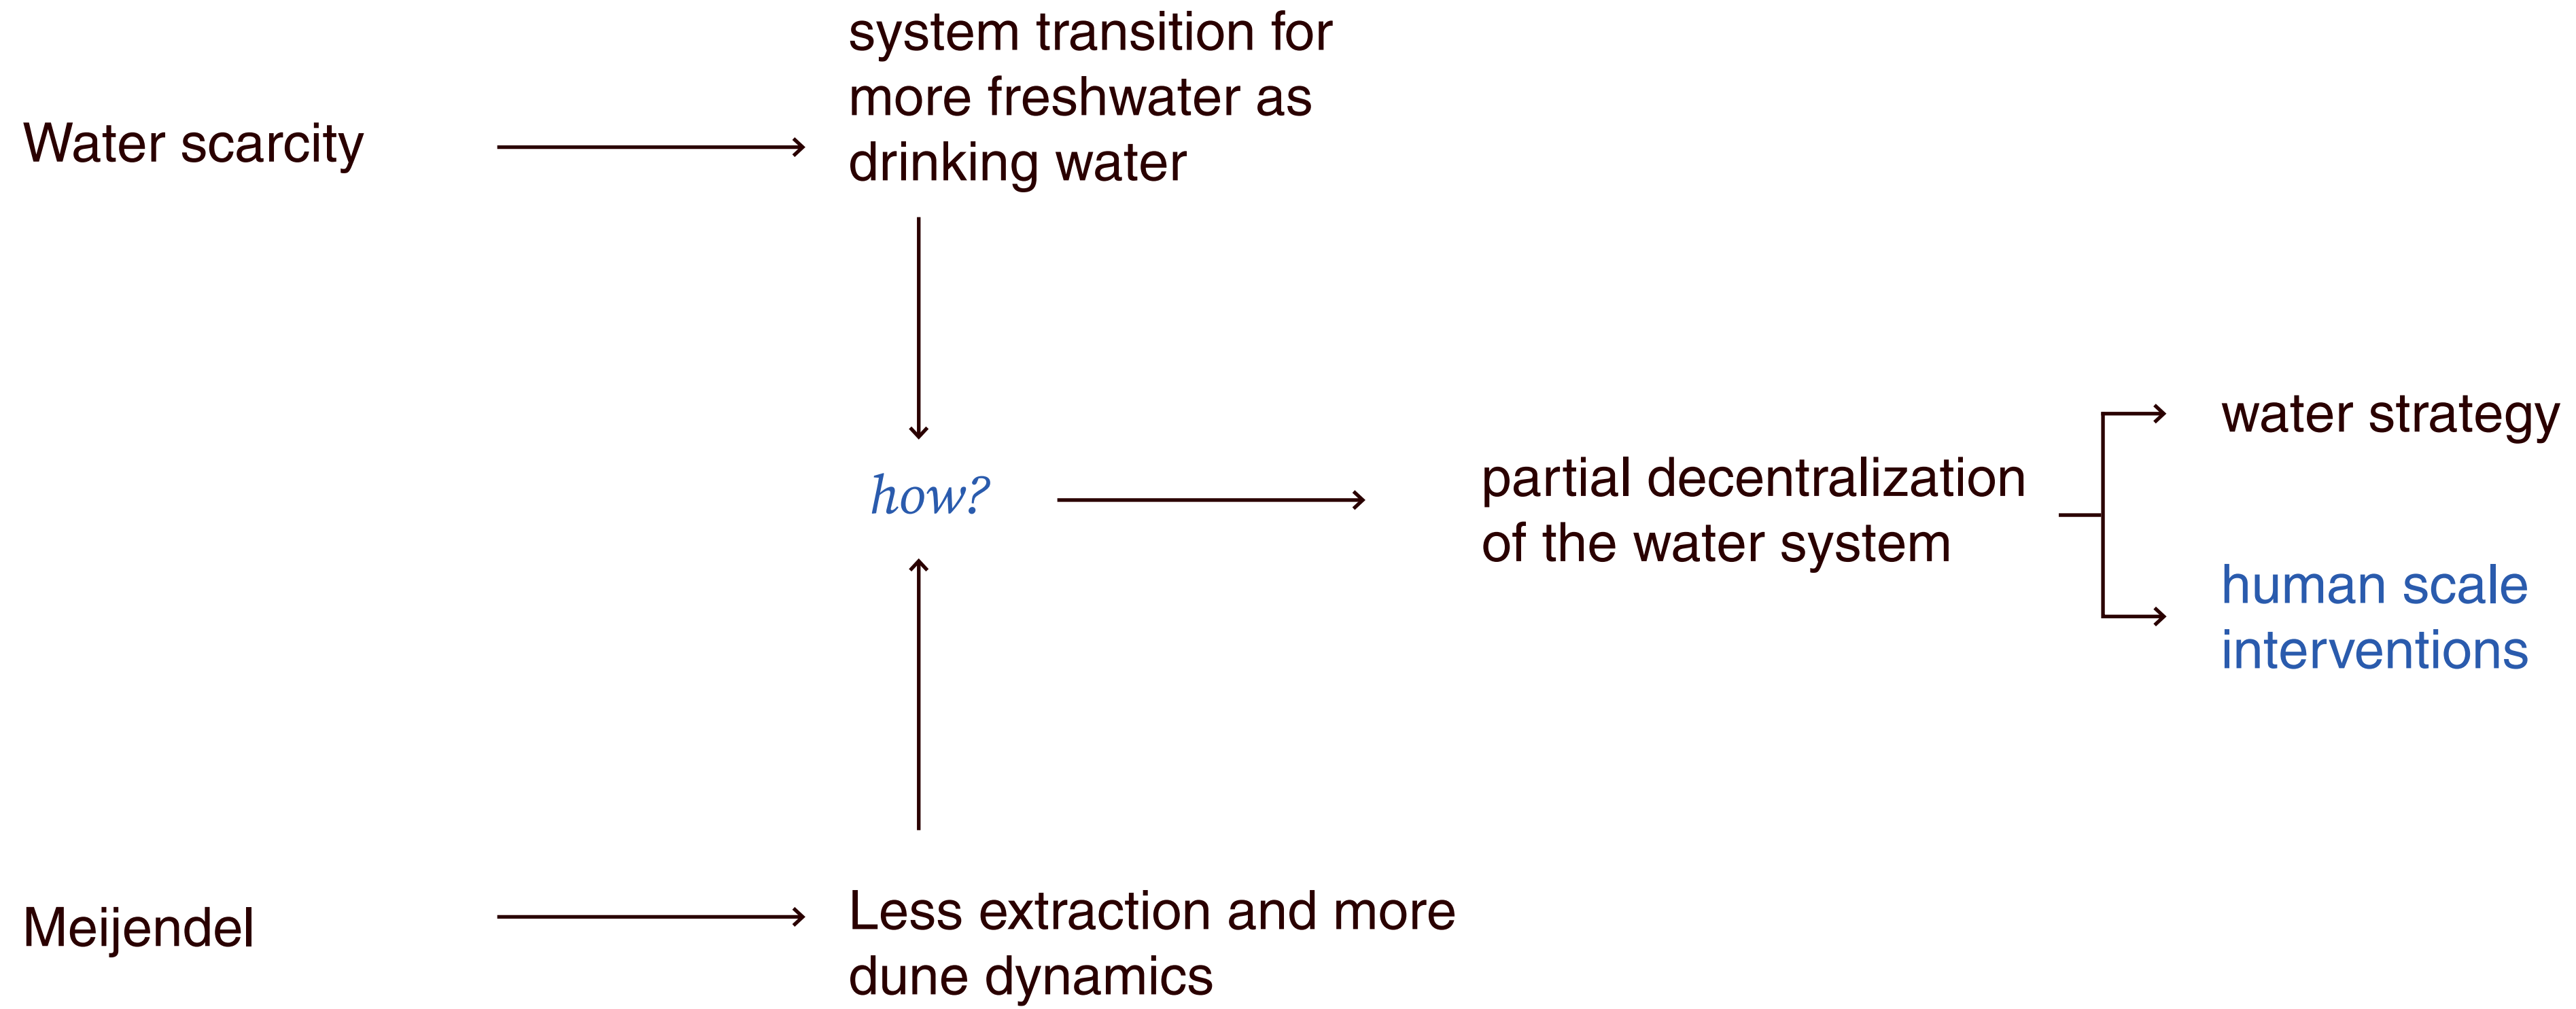 Water scarcity
system transition for
more freshwater as
drinking water
how?
partial decentralization
of the water system
water strategy
human scale
interventions
Meijendel
Less extraction and more
dune dynamics